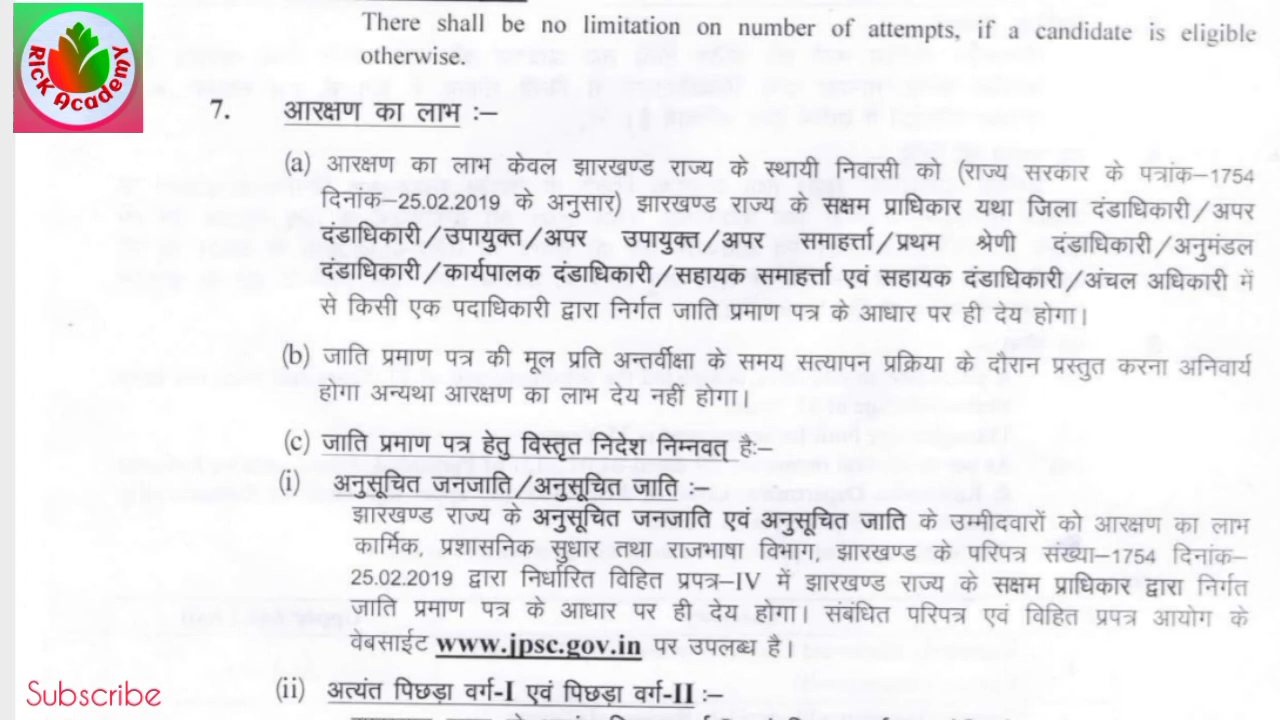 Rick Academy
There shall be no limitation on number of attempts, if a candidate is eligible
otherwise.
7. आरक्षण का लाभ :–
(a) आरक्षण का लाभ केवल झारखण्ड राज्य के स्थायी निवासी को (राज्य सरकार के पत्रांक–1754
दिनांक–25.02.2019 के अनुसार) झारखण्ड राज्य के सक्षम प्राधिकार यथा जिला दंडाधिकारी/अपर
दंडाधिकारी/उपायुक्त/अपर उपायुक्त/अपर समाहर्त्ता/प्रथम श्रेणी दंडाधिकारी/अनुमंडल
दंडाधिकारी/कार्यपालक दंडाधिकारी/सहायक समाहर्त्ता एवं सहायक दंडाधिकारी/अंचल अधिकारी में
से किसी एक पदाधिकारी द्वारा निर्गत जाति प्रमाण पत्र के आधार पर ही देय होगा।
(b) जाति प्रमाण पत्र की मूल प्रति अन्तर्वीक्षा के समय सत्यापन प्रक्रिया के दौरान प्रस्तुत करना अनिवार्य
होगा अन्यथा आरक्षण का लाभ देय नहीं होगा।
(c) जाति प्रमाण पत्र हेतु विस्तृत निदेश निम्नवत् है:–
(i) अनुसूचित जनजाति/अनुसूचित जाति :–
झारखण्ड राज्य के अनुसूचित जनजाति एवं अनुसूचित जाति के उम्मीदवारों को आरक्षण का लाभ
कार्मिक, प्रशासनिक सुधार तथा राजभाषा विभाग, झारखण्ड के परिपत्र संख्या–1754 दिनांक–
25.02.2019 द्वारा निर्धारित विहित प्रपत्र–IV में झारखण्ड राज्य के सक्षम प्राधिकार द्वारा निर्गत
जाति प्रमाण पत्र के आधार पर ही देय होगा। संबंधित परिपत्र एवं विहित प्रपत्र आयोग के
वेबसाईट www.jpsc.gov.in पर उपलब्ध है।
(ii) अत्यंत पिछड़ा वर्ग-I एवं पिछड़ा वर्ग-II :–
Subscribe